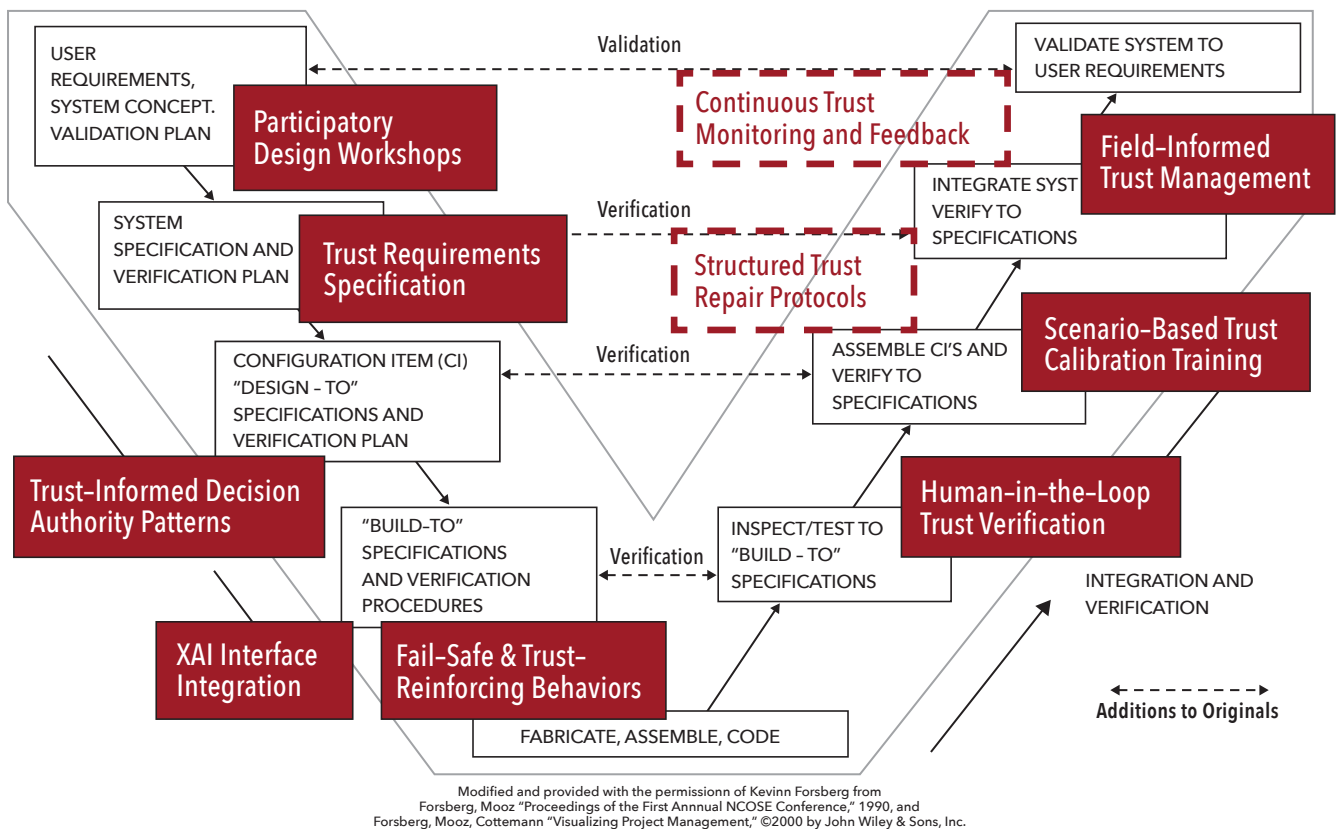 USER
REQUIREMENTS,
SYSTEM CONCEPT.
VALIDATION PLAN
Participatory
Design Workshops
Validation
Continuous Trust
Monitoring and Feedback
VALIDATE SYSTEM TO
USER REQUIREMENTS
Field–Informed
Trust Management
SYSTEM
SPECIFICATION AND
VERIFICATION PLAN
Trust Requirements
Specification
Verification
Structured Trust
Repair Protocols
INTEGRATE SYST
VERIFY TO
SPECIFICATIONS
CONFIGURATION ITEM (CI)
"DESIGN – TO"
SPECIFICATIONS AND
VERIFICATION PLAN
Verification
ASSEMBLE CI'S AND
VERIFY TO
SPECIFICATIONS
Scenario–Based Trust
Calibration Training
Trust–Informed Decision
Authority Patterns
"BUILD–TO"
SPECIFICATIONS
AND VERIFICATION
PROCEDURES
Verification
INSPECT/TEST TO
"BUILD – TO"
SPECIFICATIONS
Human–in–the–Loop
Trust Verification
INTEGRATION AND
VERIFICATION
XAI Interface
Integration
Fail–Safe & Trust–
Reinforcing Behaviors
FABRICATE, ASSEMBLE, CODE
Additions to Originals
Modified and provided with the permissionn of Kevinn Forsberg from
Forsberg, Mooz "Proceedings of the First Annnual NCOSE Conference," 1990, and
Forsberg, Mooz, Cottemann "Visualizing Project Management," ©2000 by John Wiley & Sons, Inc.